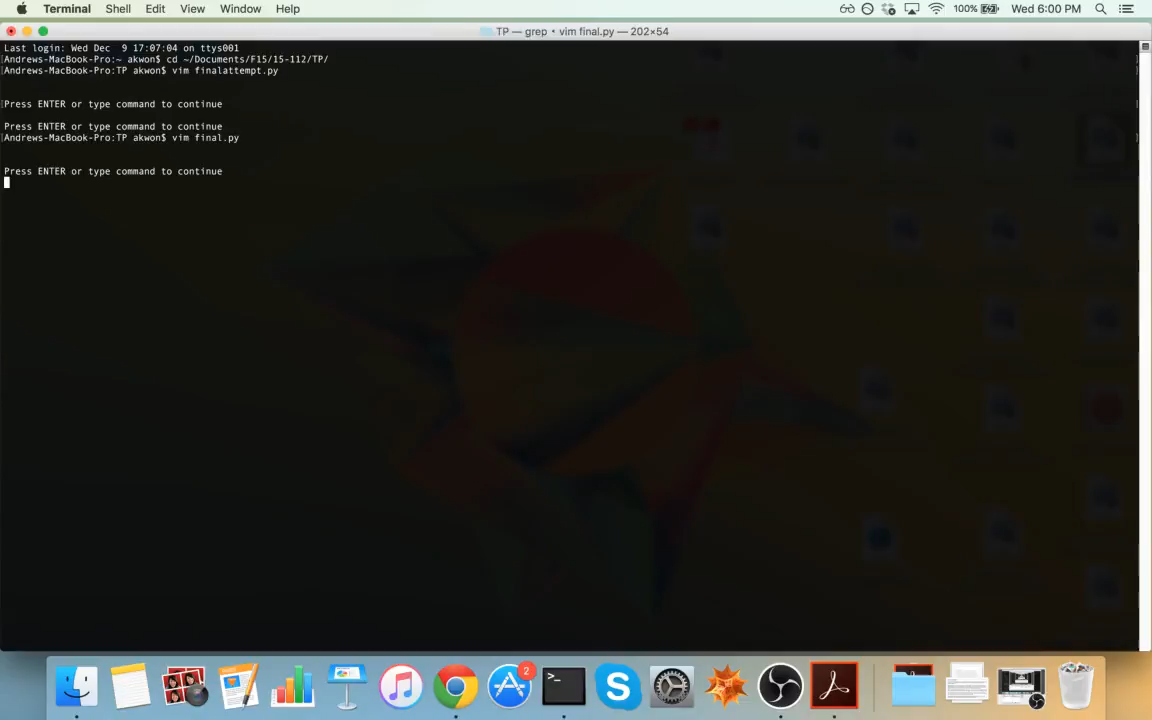 Terminal Shell Edit View Window Help 100% Wed 6:00 PM
TP — grep • vim final.py — 202×54
Last login: Wed Dec  9 17:07:04 on ttys001
[Andrews-MacBook-Pro:~ akwon$ cd ~/Documents/F15/15-112/TP/ ]
[Andrews-MacBook-Pro:TP akwon$ vim finalattempt.py ]
[Press ENTER or type command to continue ]
Press ENTER or type command to continue
[Andrews-MacBook-Pro:TP akwon$ vim final.py ]
Press ENTER or type command to continue
2
>_
S